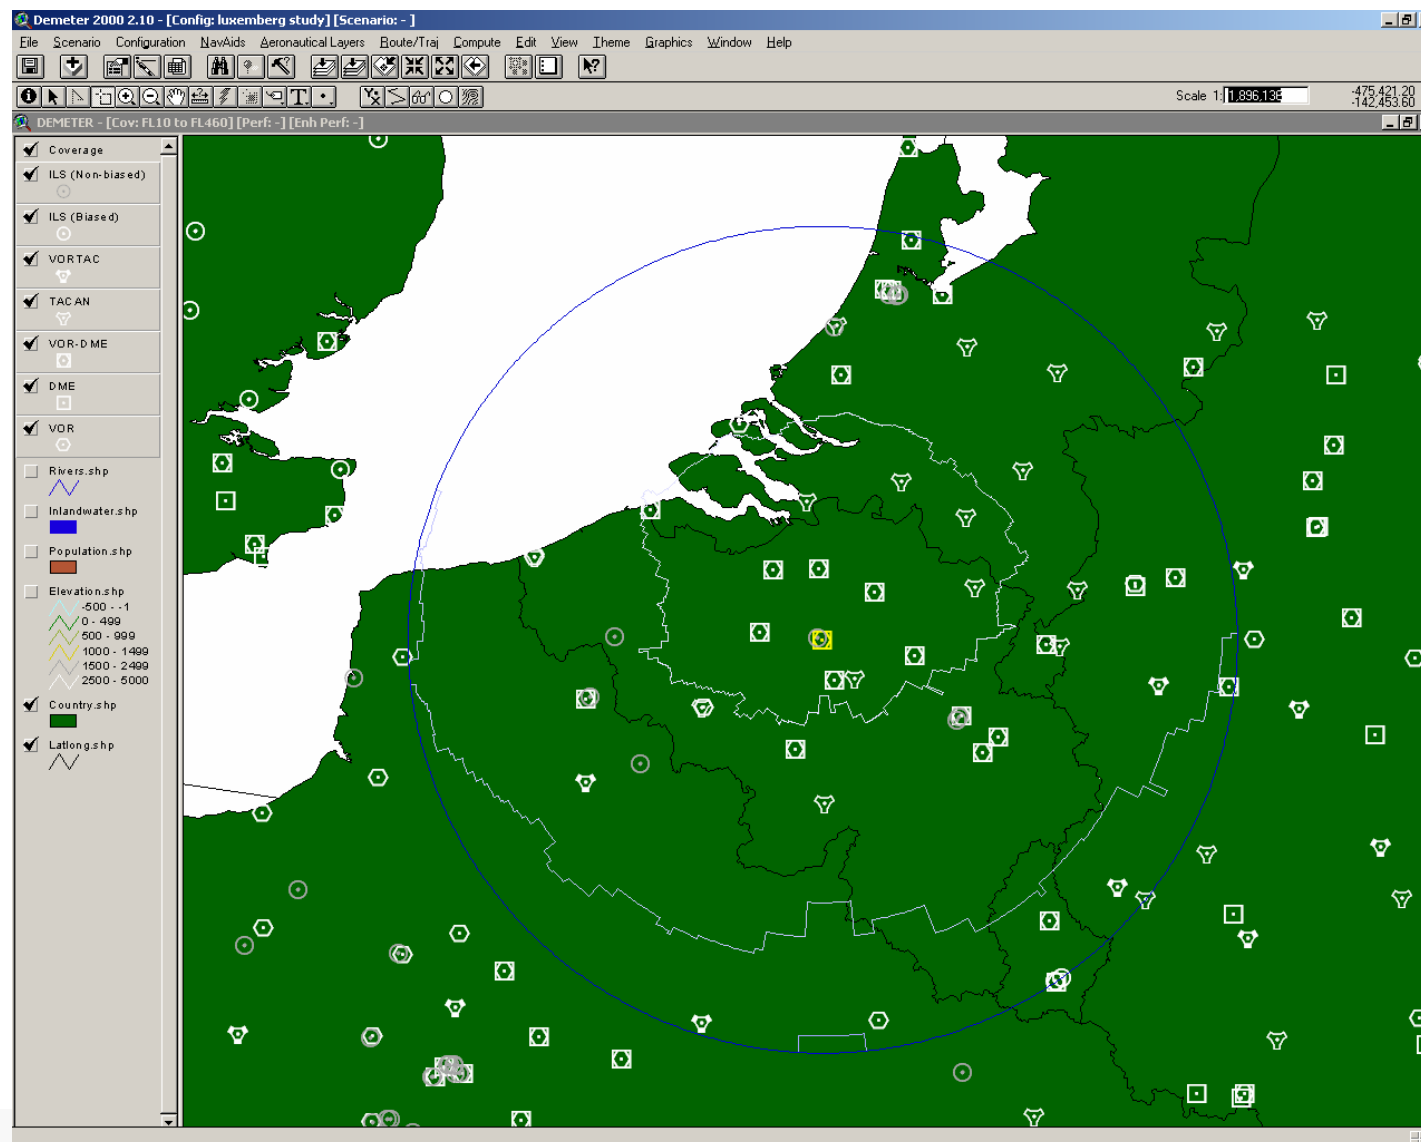 Demeter 2000 2.10 - [Config: luxemberg study] [Scenario: - ]
File Scenario Configuration NavAids Aeronautical Layers Route/Traj Compute Edit View Theme Graphics Window Help
Scale 1: 1,896,138
-475,421.20
-142,453.60
DEMETER - [Cov: FL10 to FL460] [Perf: -] [Enh Perf: -]
Coverage
ILS (Non-biased)
ILS (Biased)
VORTAC
TACAN
VOR-DME
DME
VOR
Rivers.shp
Inlandwater.shp
Population.shp
Elevation.shp
-500 - -1
0 - 499
500 - 999
1000 - 1499
1500 - 2499
2500 - 5000
Country.shp
Latlong.shp